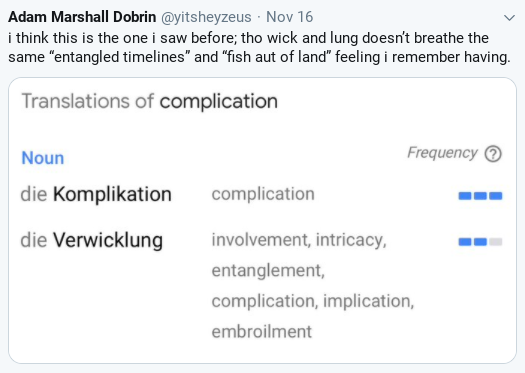 Adam Marshall Dobrin @yitsheyzeus · Nov 16
i think this is the one i saw before; tho wick and lung doesn’t breathe the
same “entangled timelines” and “fish aut of land” feeling i remember having.
Translations of complication
Noun
Frequency ?
die Komplikation complication
die Verwicklung involvement, intricacy,
entanglement,
complication, implication,
embroilment